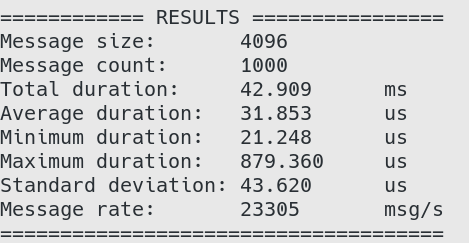 ============ RESULTS ================
Message size:       4096
Message count:      1000
Total duration:     42.909      ms
Average duration:   31.853      us
Minimum duration:   21.248      us
Maximum duration:   879.360     us
Standard deviation: 43.620      us
Message rate:       23305       msg/s
=====================================